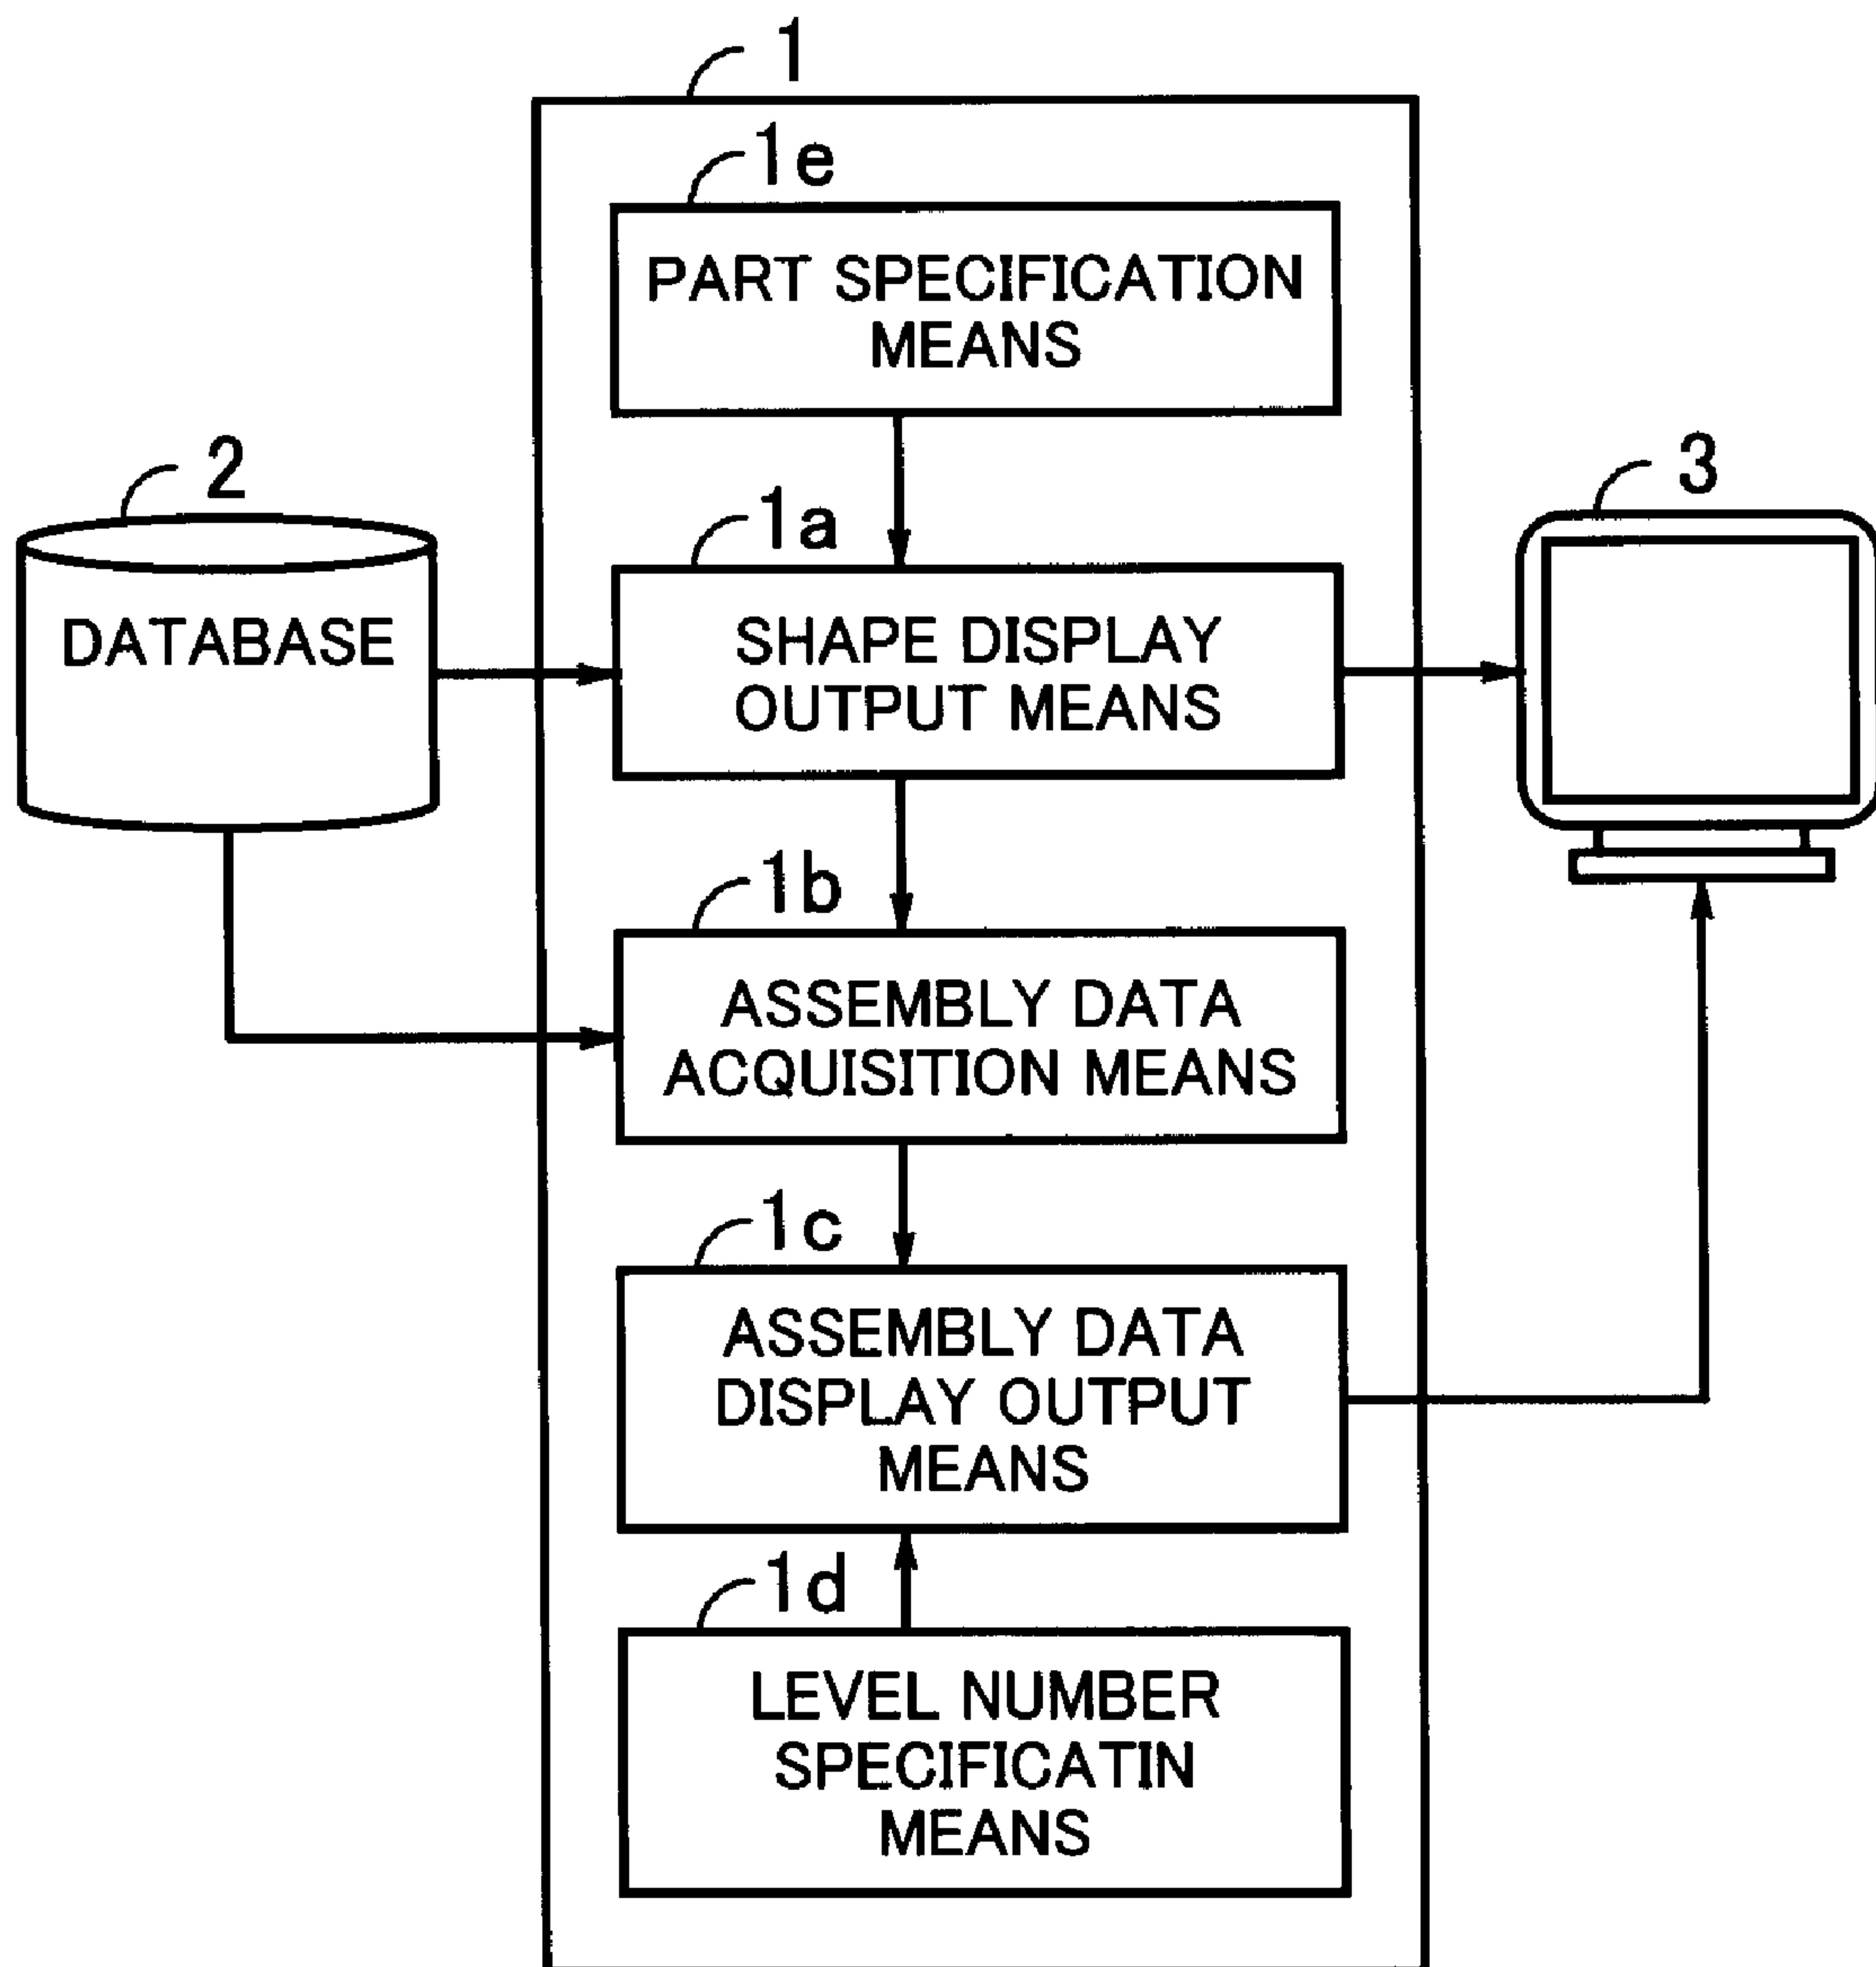 1
1e
PART SPECIFICATION
MEANS
2
DATABASE
1a
SHAPE DISPLAY
OUTPUT MEANS
3
1b
ASSEMBLY DATA
ACQUISITION MEANS
1c
ASSEMBLY DATA
DISPLAY OUTPUT
MEANS
1d
LEVEL NUMBER
SPECIFICATIN
MEANS